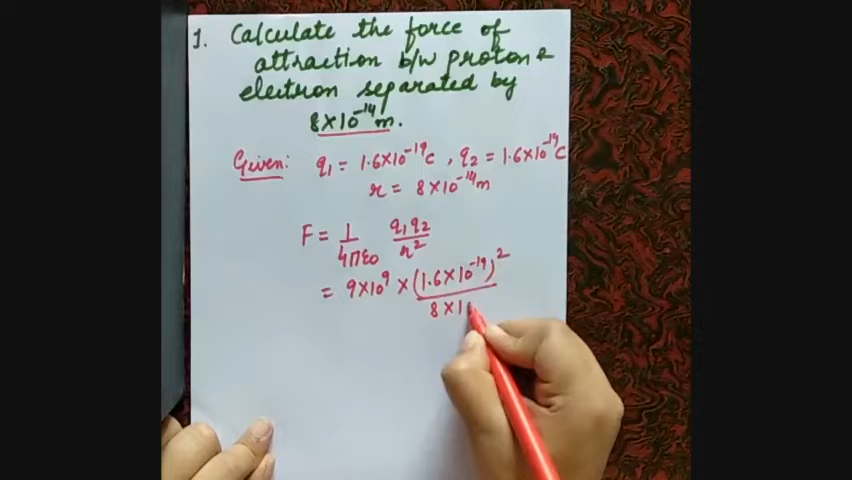 1. Calculate the force of
attraction b/w proton &
electron separated by
8×10⁻¹⁴m.
Given: q₁ = 1.6×10⁻¹⁹C , q₂ = 1.6×10⁻¹⁹C
r = 8×10⁻¹⁴m
F = 1/4πε₀ q₁q₂/r²
= 9×10⁹ × (1.6×10⁻¹⁹)²/8×1